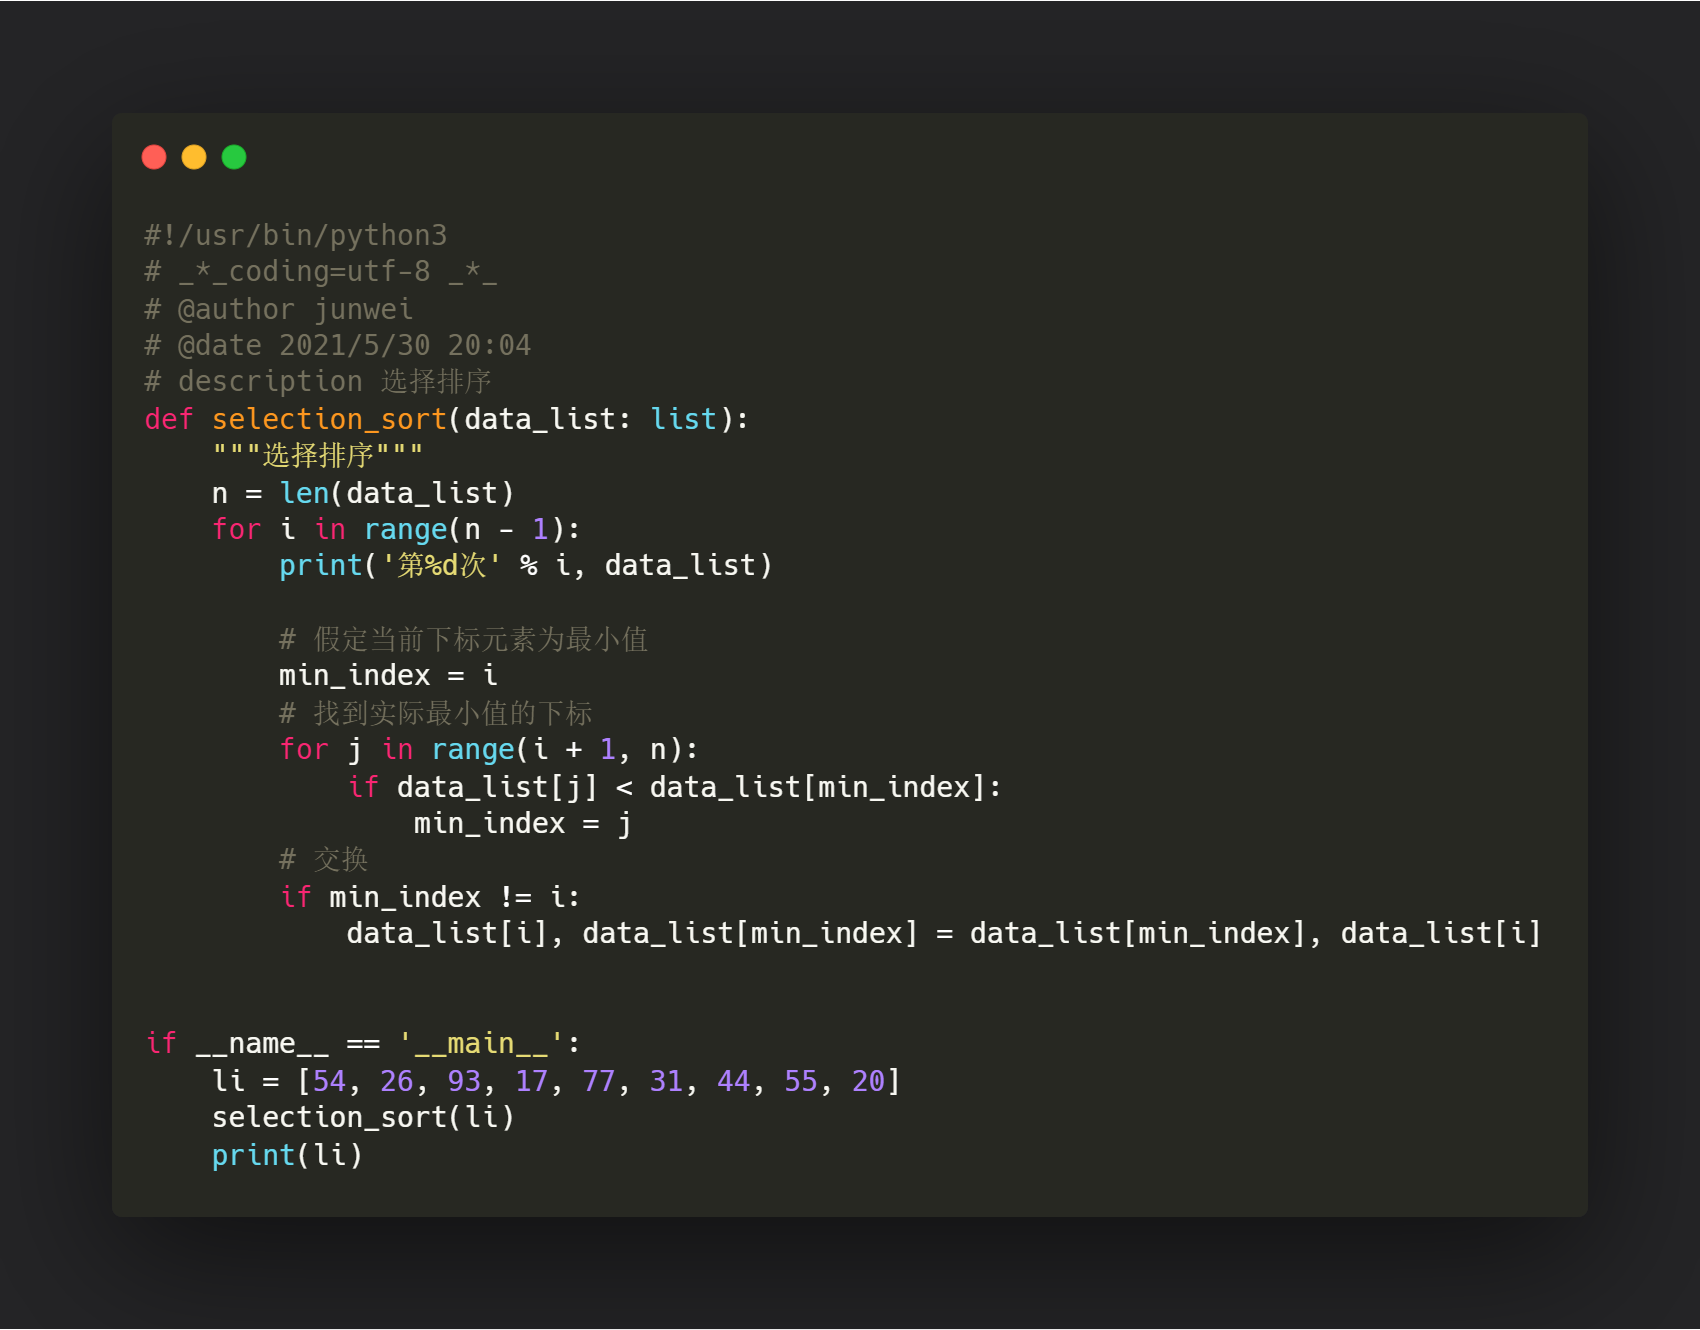 #!/usr/bin/python3
# _*_coding=utf-8 _*_
# @author junwei
# @date 2021/5/30 20:04
# description 选择排序
def selection_sort(data_list: list):
    """选择排序"""
    n = len(data_list)
    for i in range(n - 1):
        print('第%d次' % i, data_list)

        # 假定当前下标元素为最小值
        min_index = i
        # 找到实际最小值的下标
        for j in range(i + 1, n):
            if data_list[j] < data_list[min_index]:
                min_index = j
        # 交换
        if min_index != i:
            data_list[i], data_list[min_index] = data_list[min_index], data_list[i]


if __name__ == '__main__':
    li = [54, 26, 93, 17, 77, 31, 44, 55, 20]
    selection_sort(li)
    print(li)